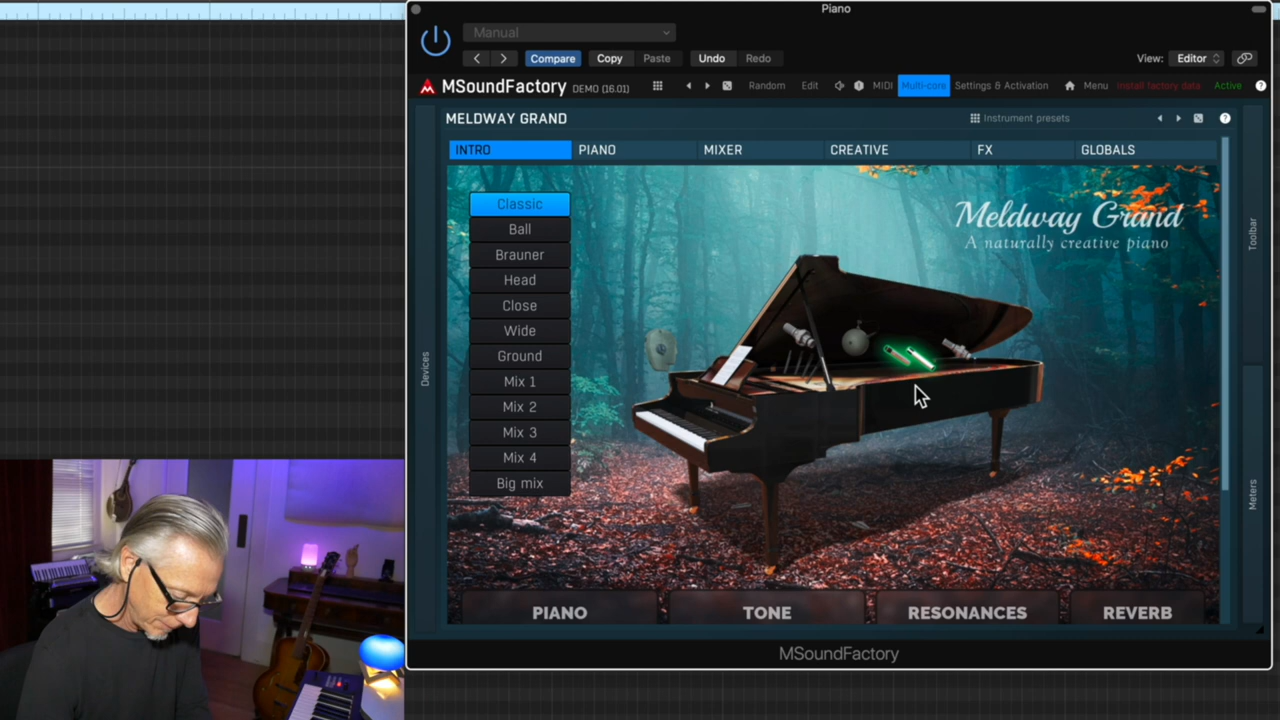 Piano
Manual
Compare Copy Paste Undo Redo View: Editor
MSoundFactory DEMO (16.01) Random Edit MIDI Multi-core Settings & Activation Menu Install factory data Active ?
MELDWAY GRAND Instrument presets ?
INTRO PIANO MIXER CREATIVE FX GLOBALS
Classic
Meldway Grand
A naturally creative piano
Ball
Brauner
Head
Close
Wide
Ground
Mix 1
Mix 2
Mix 3
Mix 4
Big mix
Devices
Toolbar
Meters
PIANO TONE RESONANCES REVERB
MSoundFactory